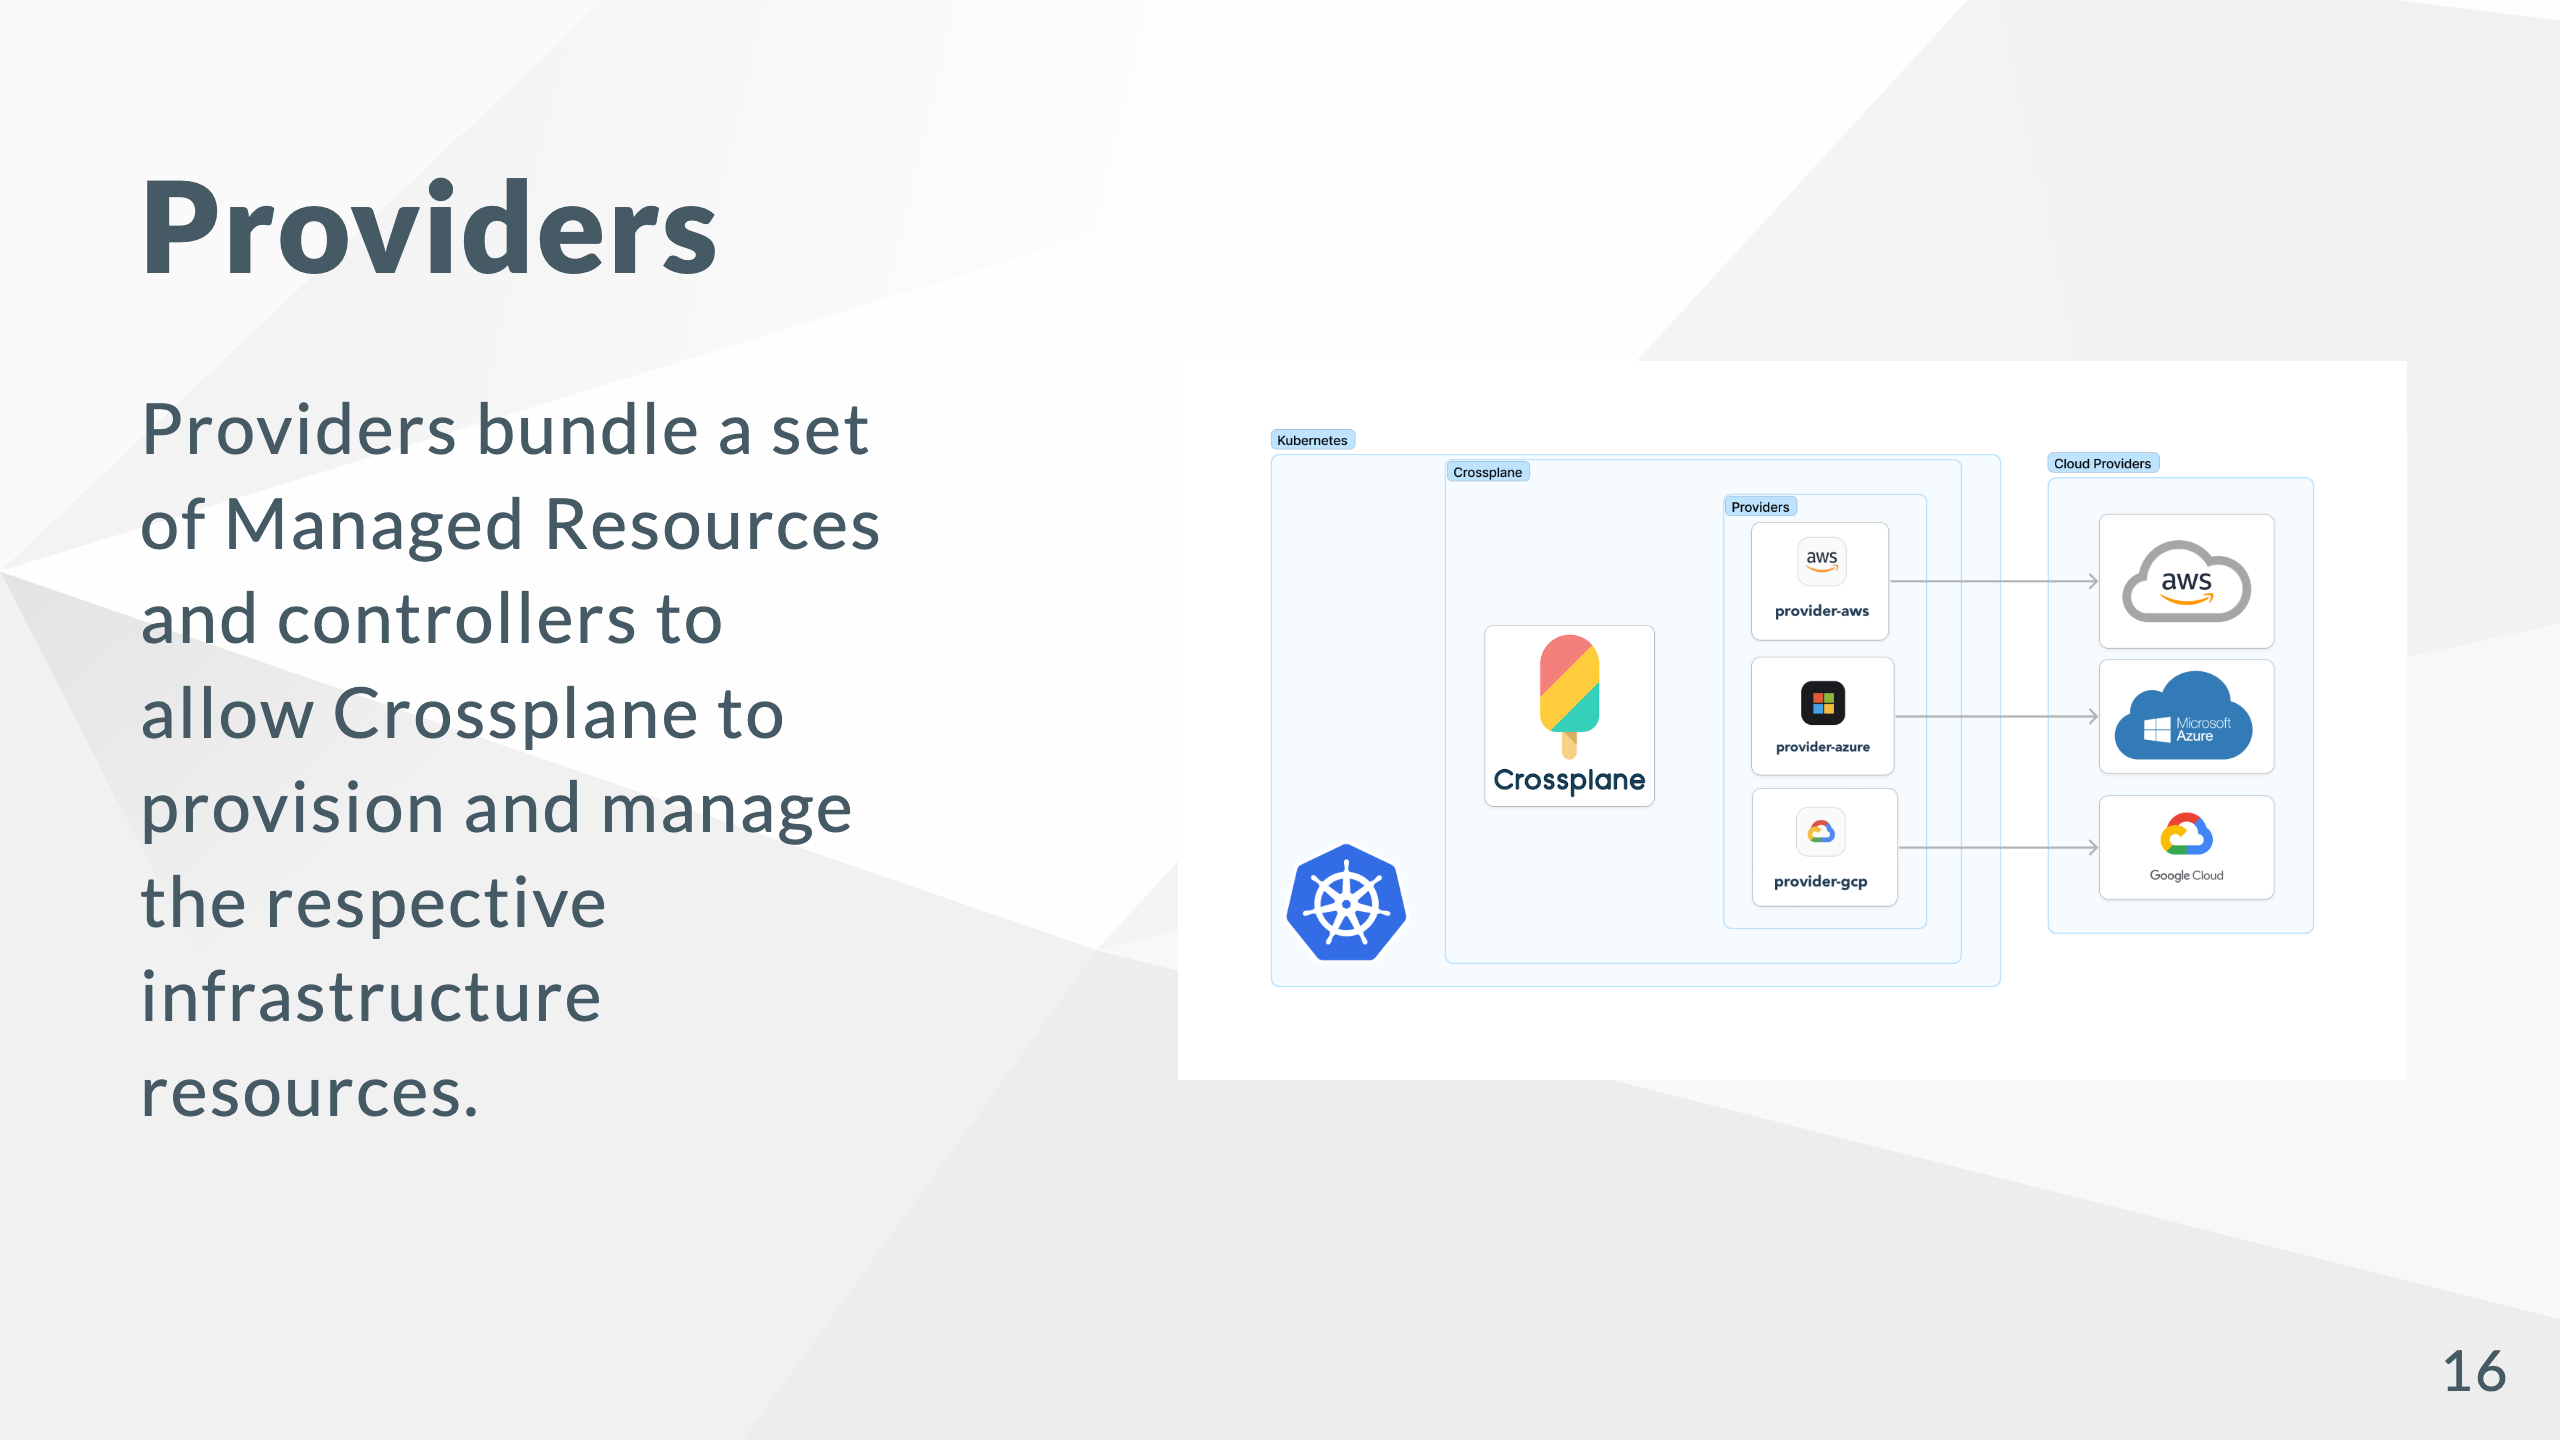 Providers
Providers bundle a set
of Managed Resources
and controllers to
allow Crossplane to
provision and manage
the respective
infrastructure
resources.
Kubernetes
Crossplane
Providers
Cloud Providers
aws
provider-aws
aws
Crossplane
provider-azure
Microsoft
Azure
provider-gcp
Google Cloud
16